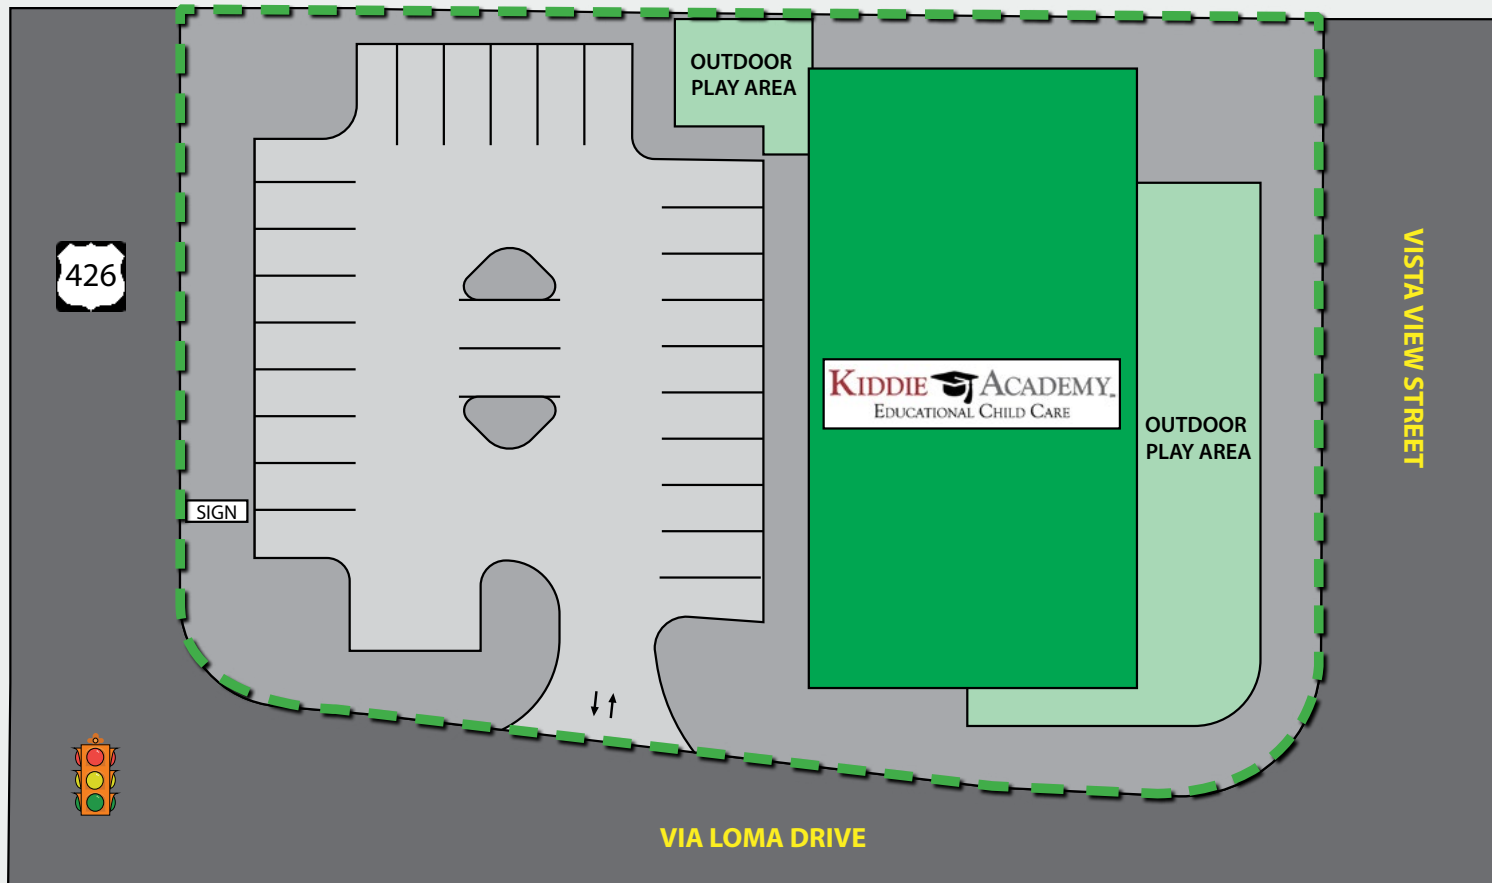 OUTDOOR
PLAY AREA
426
VISTA VIEW STREET
KIDDIE ACADEMY
EDUCATIONAL CHILD CARE
OUTDOOR
PLAY AREA
SIGN
VIA LOMA DRIVE